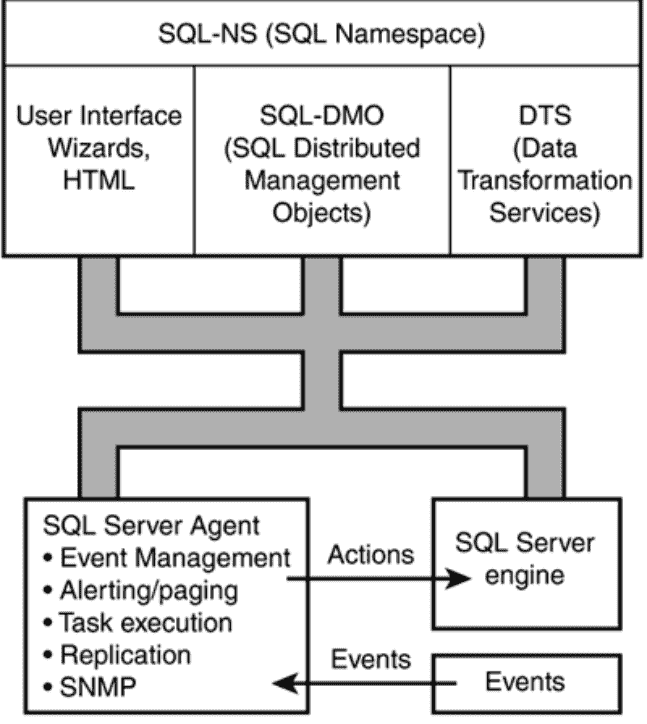 SQL-NS (SQL Namespace)
User Interface
Wizards,
HTML
SQL-DMO
(SQL Distributed
Management
Objects)
DTS
(Data
Transformation
Services)
SQL Server Agent
• Event Management
• Alerting/paging
• Task execution
• Replication
• SNMP
Actions
Events
SQL Server
engine
Events